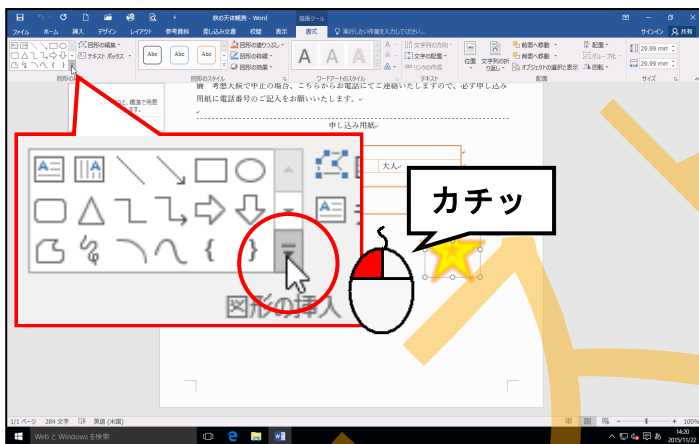 秋の天体観測 - Word
描画ツール
ファイル ホーム 挿入 デザイン レイアウト 参考資料 差し込み文書 校閲 表示 書式 実行したい作業を入力してください... サインイン 共有
図形の編集
テキスト ボックス
Abc Abc Abc
図形の塗りつぶし
図形の枠線
図形の効果
A A A
文字列の方向
文字の配置
リンクの作成
位置 文字列の折り返し
前面へ移動
背面へ移動
オブジェクトの選択と表示
配置
グループ化
回転
29.99 mm
29.99 mm
図形のスタイル ワードアートのスタイル テキスト 配置 サイズ
備 考悪天候で中止の場合、こちらからお電話にてご連絡いたしますので、必ず申し込み
用紙に電話番号のご記入をお願いいたします。
申し込み用紙
大人
カチッ
図形の挿入
1/1 ページ 284 文字 英語 (米国) 100%
Web と Windows を検索
あ
14:20
2015/11/22